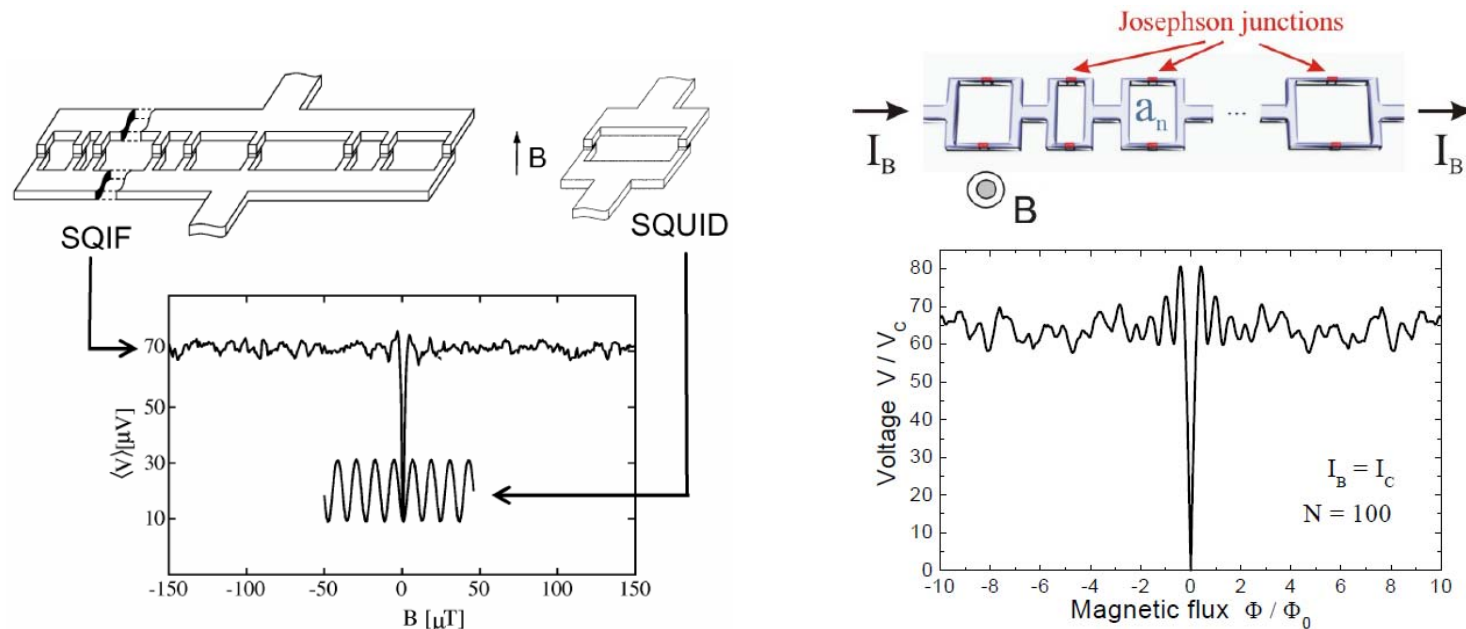 B
SQIF
SQUID
70
50
30
10
⟨V⟩[μV]
-150
-100
-50
0
50
100
150
B [μT]
Josephson junctions
I_B
a_n
...
I_B
B
80
70
60
50
40
30
20
10
0
Voltage V / V_C
I_B = I_C
N = 100
-10
-8
-6
-4
-2
0
2
4
6
8
10
Magnetic flux Φ / Φ_0